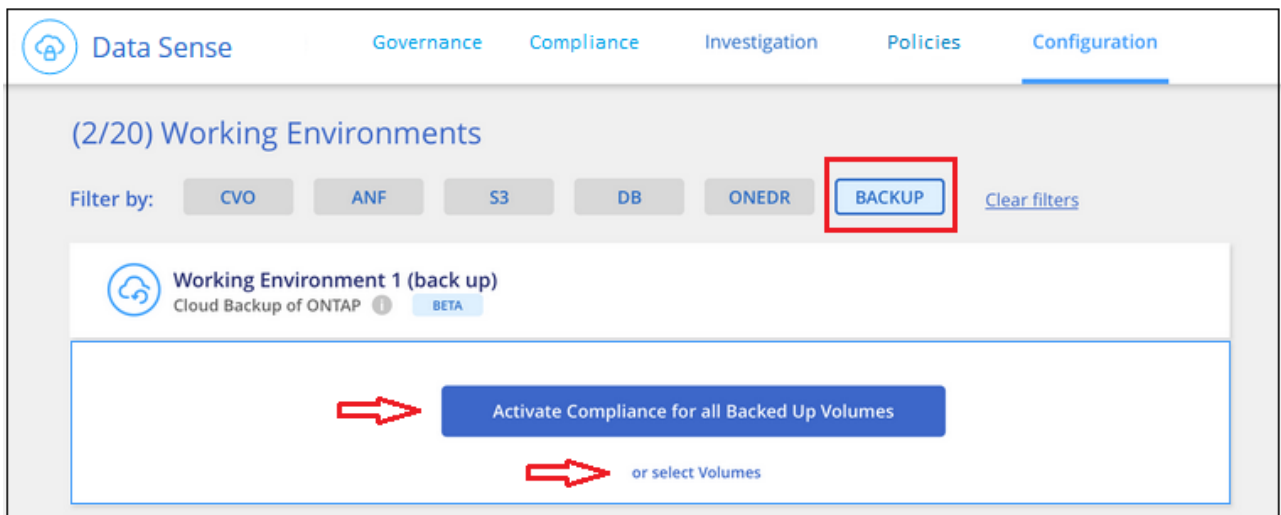 Data Sense Governance Compliance Investigation Policies Configuration
(2/20) Working Environments
Filter by: CVO ANF S3 DB ONEDR BACKUP Clear filters
Working Environment 1 (back up)
Cloud Backup of ONTAP i BETA
Activate Compliance for all Backed Up Volumes
or select Volumes